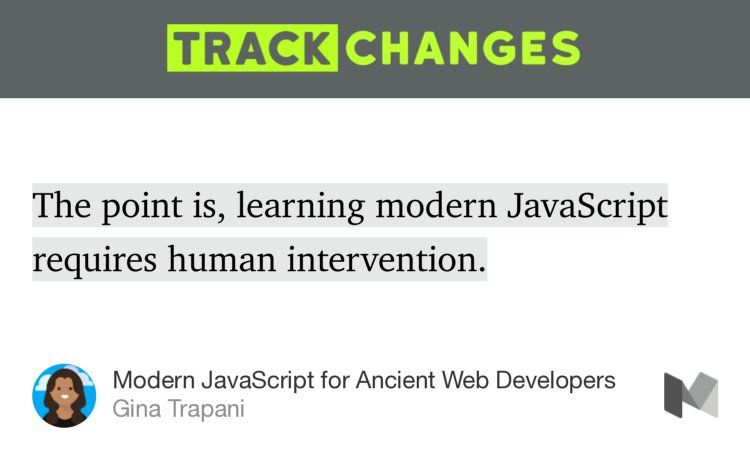 TRACK CHANGES
The point is, learning modern JavaScript
requires human intervention.
Modern JavaScript for Ancient Web Developers
Gina Trapani